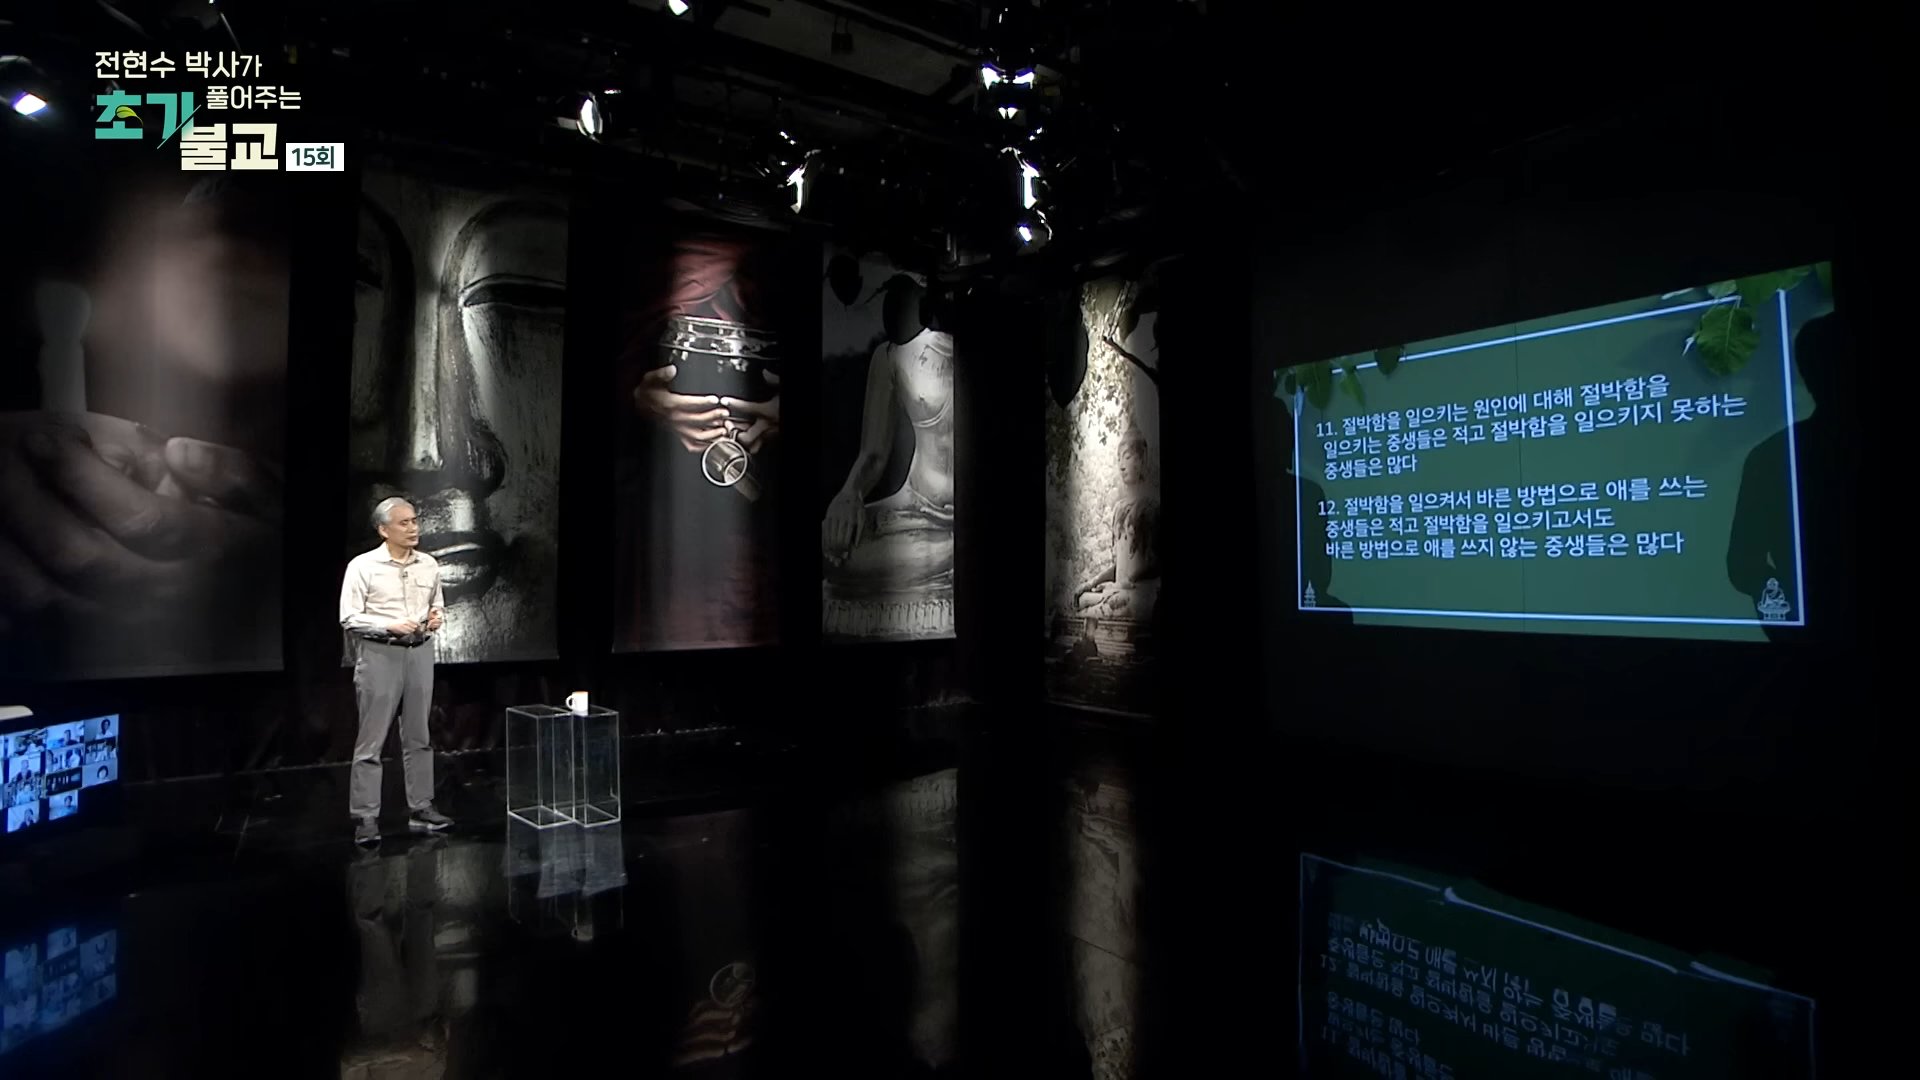 전현수 박사가
초기 풀어주는
불교 15회
11. 절박함을 일으키는 원인에 대해 절박함을
일으키는 중생들은 적고 절박함을 일으키지 못하는
중생들은 많다
12. 절박함을 일으켜서 바른 방법으로 애를 쓰는
중생들은 적고 절박함을 일으키고서도
바른 방법으로 애를 쓰지 않는 중생들은 많다